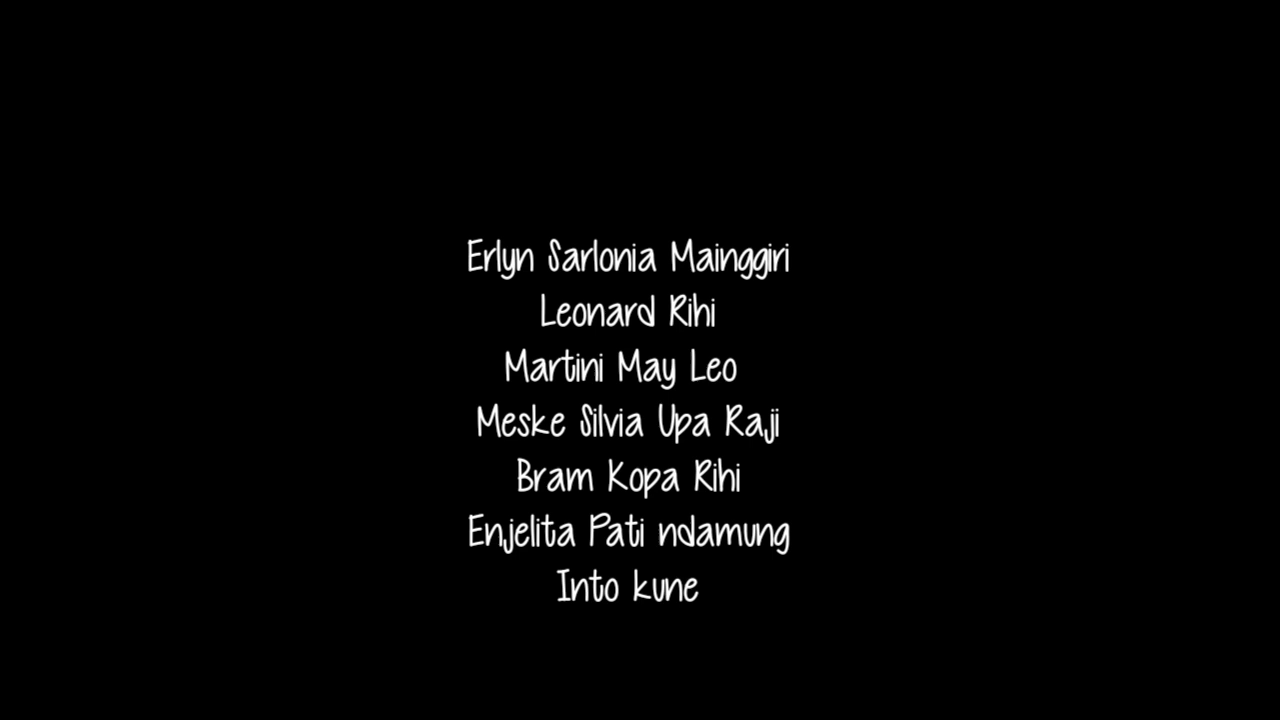 Erlyn Sarlonia Mainggiri
Leonard Rihi
Martini May Leo
Meske Silvia Upa Raji
Bram Kopa Rihi
Enjelita Pati ndamung
Into kune